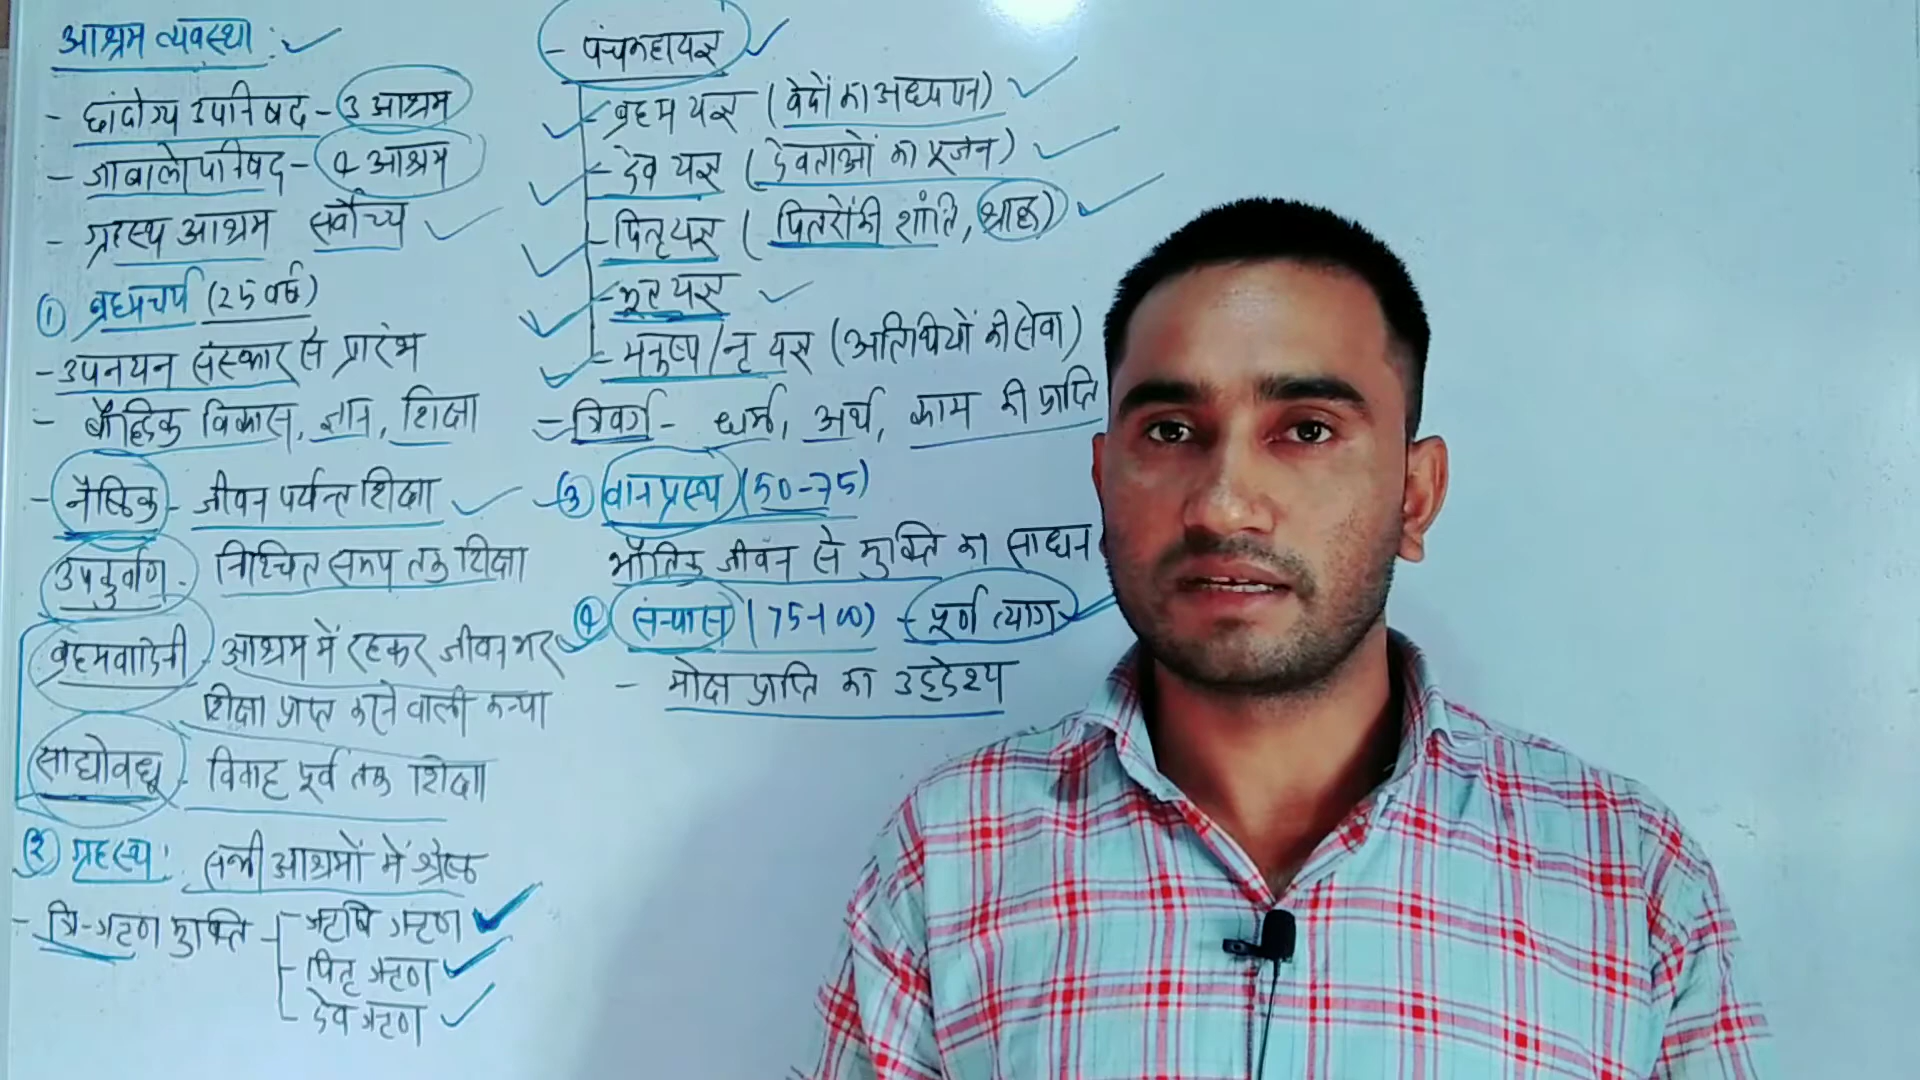 आश्रम व्यवस्था :
- छांदोग्य उपनिषद - 3 आश्रम
- जाबालोपनिषद - 4 आश्रम
- ग्रहस्थ आश्रम सर्वोच्य
① ब्रह्मचर्य (25 वर्ष)
- उपनयन संस्कार से प्रारंभ
- बौद्धिक विकास, ज्ञान, शिक्षा
- नैष्ठिक - जीवन पर्यन्त शिक्षा
उपकुर्वाण - निश्चित समय तक शिक्षा
ब्रह्मवादिनी - आश्रम में रहकर जीवन भर
शिक्षा प्राप्त करने वाली कन्या
साद्योवधू - विवाह पूर्व तक शिक्षा
② ग्रहस्थ : सभी आश्रमों में श्रेष्ठ
- त्रि-ऋण मुक्ति - ऋषि ऋण
- पितृ ऋण
- देव ऋण
- पंचमहायज्ञ
- ब्रह्म यज्ञ (वेदों का अध्ययन)
- देव यज्ञ (देवताओं का पूजन)
- पितृयज्ञ (पितरों की शांति, श्राद्ध)
- भूत यज्ञ
- मनुष्य/नृ यज्ञ (अतिथियों की सेवा)
- त्रिवर्ग - धर्म, अर्थ, काम की प्राप्ति
③ वानप्रस्थ (50-75)
भौतिक जीवन से मुक्ति का साधन
④ संन्यास (75-100) - पूर्ण त्याग
- मोक्ष प्राप्ति का उद्देश्य